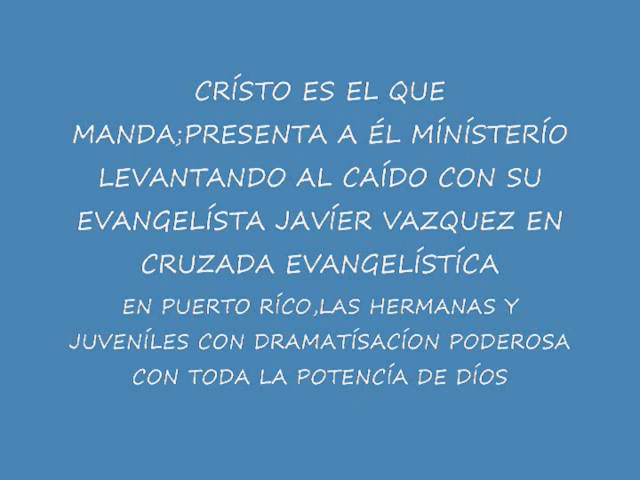 CRÍSTO ES EL QUE
MANDA;PRESENTA A ÉL MÍNÍSTERÍO
LEVANTANDO AL CAÍDO CON SU
EVANGELÍSTA JAVÍER VAZQUEZ EN
CRUZADA EVANGELÍSTÍCA
EN PUERTO RÍCO,LAS HERMANAS Y
JUVENÍLES CON DRAMATÍSACÍON PODEROSA
CON TODA LA POTENCÍA DE DÍOS